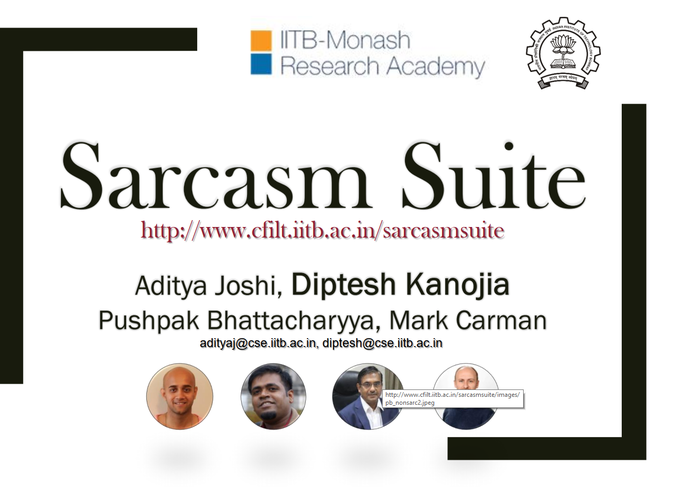 IITB-Monash
Research Academy
Sarcasm Suite
http://www.cfilt.iitb.ac.in/sarcasmsuite
Aditya Joshi, Diptesh Kanojia
Pushpak Bhattacharyya, Mark Carman
adityaj@cse.iitb.ac.in, diptesh@cse.iitb.ac.in
http://www.cfilt.iitb.ac.in/sarcasmsuite/images/
pb_nonsarc2.jpeg